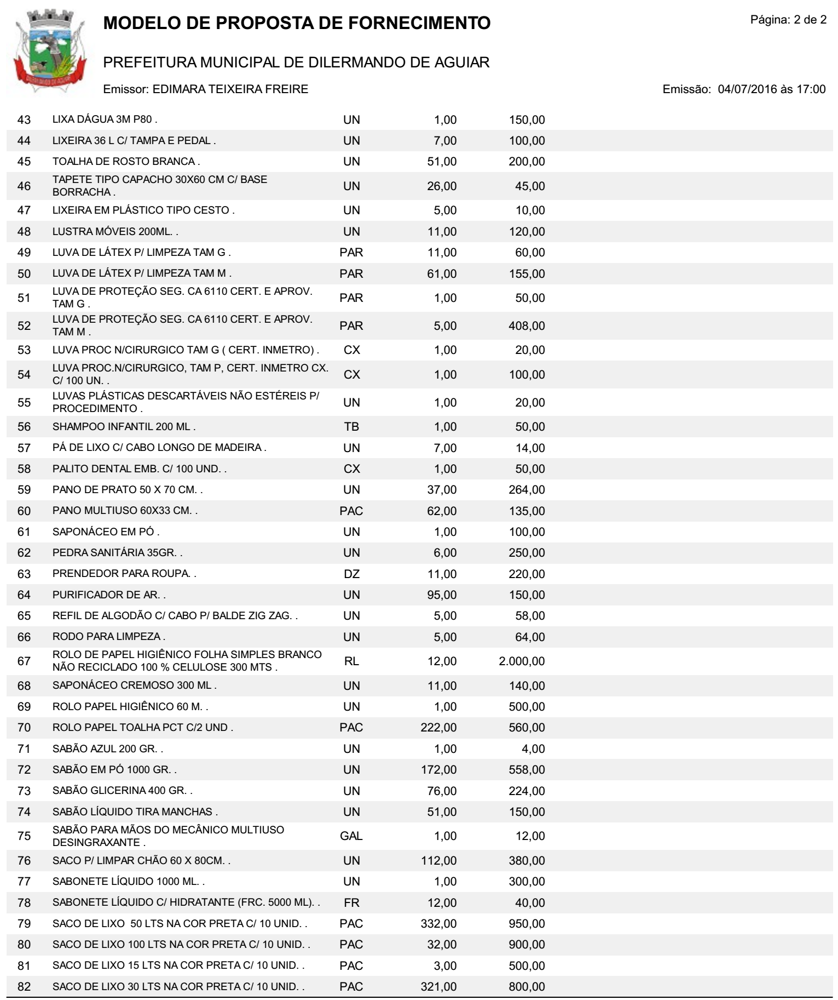 MODELO DE PROPOSTA DE FORNECIMENTO
Página: 2 de 2
PREFEITURA MUNICIPAL DE DILERMANDO DE AGUIAR
Emissor: EDIMARA TEIXEIRA FREIRE
Emissão: 04/07/2016 às 17:00
43 LIXA DÁGUA 3M P80 . UN 1,00 150,00
44 LIXEIRA 36 L C/ TAMPA E PEDAL . UN 7,00 100,00
45 TOALHA DE ROSTO BRANCA . UN 51,00 200,00
46 TAPETE TIPO CAPACHO 30X60 CM C/ BASE
BORRACHA . UN 26,00 45,00
47 LIXEIRA EM PLÁSTICO TIPO CESTO . UN 5,00 10,00
48 LUSTRA MÓVEIS 200ML. . UN 11,00 120,00
49 LUVA DE LÁTEX P/ LIMPEZA TAM G . PAR 11,00 60,00
50 LUVA DE LÁTEX P/ LIMPEZA TAM M . PAR 61,00 155,00
51 LUVA DE PROTEÇÃO SEG. CA 6110 CERT. E APROV.
TAM G . PAR 1,00 50,00
52 LUVA DE PROTEÇÃO SEG. CA 6110 CERT. E APROV.
TAM M . PAR 5,00 408,00
53 LUVA PROC N/CIRURGICO TAM G ( CERT. INMETRO) . CX 1,00 20,00
54 LUVA PROC.N/CIRURGICO, TAM P, CERT. INMETRO CX.
C/ 100 UN. . CX 1,00 100,00
55 LUVAS PLÁSTICAS DESCARTÁVEIS NÃO ESTÉREIS P/
PROCEDIMENTO . UN 1,00 20,00
56 SHAMPOO INFANTIL 200 ML . TB 1,00 50,00
57 PÁ DE LIXO C/ CABO LONGO DE MADEIRA . UN 7,00 14,00
58 PALITO DENTAL EMB. C/ 100 UND. . CX 1,00 50,00
59 PANO DE PRATO 50 X 70 CM. . UN 37,00 264,00
60 PANO MULTIUSO 60X33 CM. . PAC 62,00 135,00
61 SAPONÁCEO EM PÓ . UN 1,00 100,00
62 PEDRA SANITÁRIA 35GR. . UN 6,00 250,00
63 PRENDEDOR PARA ROUPA. . DZ 11,00 220,00
64 PURIFICADOR DE AR. . UN 95,00 150,00
65 REFIL DE ALGODÃO C/ CABO P/ BALDE ZIG ZAG. . UN 5,00 58,00
66 RODO PARA LIMPEZA . UN 5,00 64,00
67 ROLO DE PAPEL HIGIÊNICO FOLHA SIMPLES BRANCO
NÃO RECICLADO 100 % CELULOSE 300 MTS . RL 12,00 2.000,00
68 SAPONÁCEO CREMOSO 300 ML . UN 11,00 140,00
69 ROLO PAPEL HIGIÊNICO 60 M. . UN 1,00 500,00
70 ROLO PAPEL TOALHA PCT C/2 UND . PAC 222,00 560,00
71 SABÃO AZUL 200 GR. . UN 1,00 4,00
72 SABÃO EM PÓ 1000 GR. . UN 172,00 558,00
73 SABÃO GLICERINA 400 GR. . UN 76,00 224,00
74 SABÃO LÍQUIDO TIRA MANCHAS . UN 51,00 150,00
75 SABÃO PARA MÃOS DO MECÂNICO MULTIUSO
DESINGRAXANTE . GAL 1,00 12,00
76 SACO P/ LIMPAR CHÃO 60 X 80CM. . UN 112,00 380,00
77 SABONETE LÍQUIDO 1000 ML. . UN 1,00 300,00
78 SABONETE LÍQUIDO C/ HIDRATANTE (FRC. 5000 ML). . FR 12,00 40,00
79 SACO DE LIXO 50 LTS NA COR PRETA C/ 10 UNID. . PAC 332,00 950,00
80 SACO DE LIXO 100 LTS NA COR PRETA C/ 10 UNID. . PAC 32,00 900,00
81 SACO DE LIXO 15 LTS NA COR PRETA C/ 10 UNID. . PAC 3,00 500,00
82 SACO DE LIXO 30 LTS NA COR PRETA C/ 10 UNID. . PAC 321,00 800,00